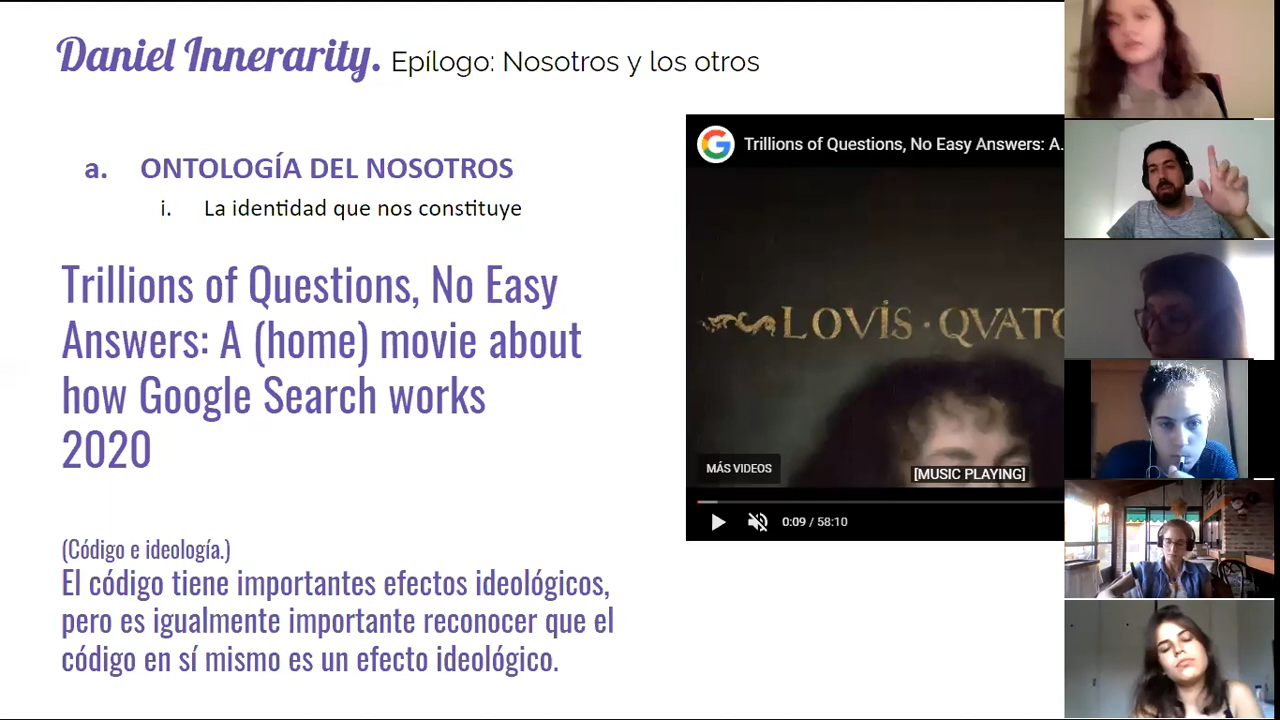 Daniel Innerarity. Epílogo: Nosotros y los otros
a. ONTOLOGÍA DEL NOSOTROS
i. La identidad que nos constituye
Trillions of Questions, No Easy
Answers: A (home) movie about
how Google Search works
2020
(Código e ideología.)
El código tiene importantes efectos ideológicos,
pero es igualmente importante reconocer que el
código en sí mismo es un efecto ideológico.
Trillions of Questions, No Easy Answers: A.
LOVIS · QVATO
MÁS VIDEOS
[MUSIC PLAYING]
0:09 / 58:10